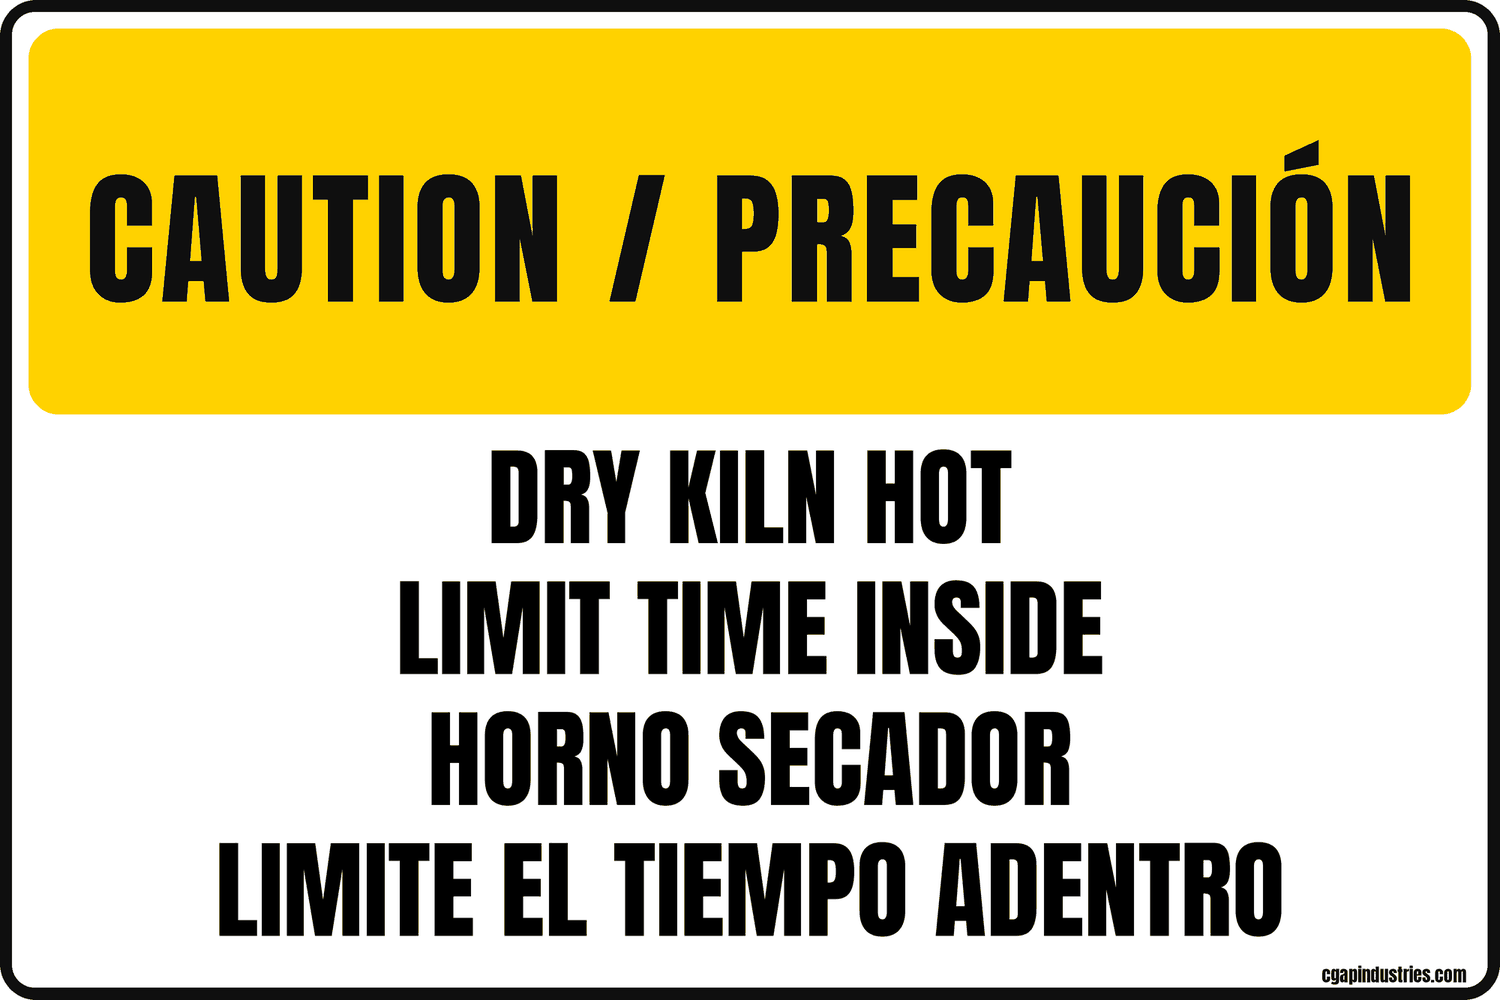 CAUTION / PRECAUCIÓN
DRY KILN HOT
LIMIT TIME INSIDE
HORNO SECADOR
LIMITE EL TIEMPO ADENTRO
cgapindustries.com